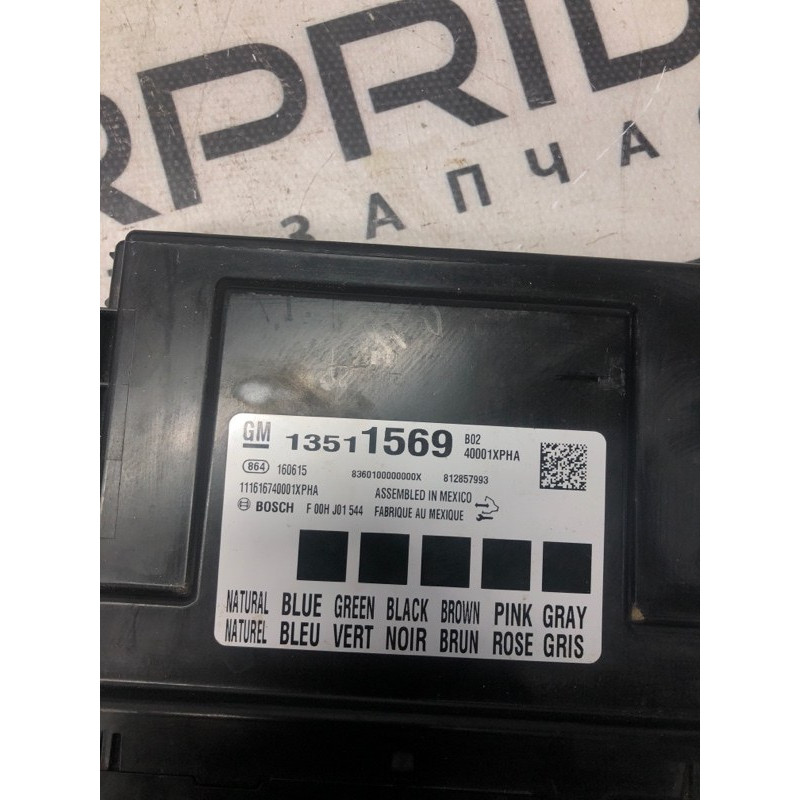 RPRID
ЗАПЧАС
GM 13511569 B02
40001XPHA
864 160615 8360100000000X 812857993
111616740001XPHA ASSEMBLED IN MEXICO
BOSCH F 00H J01 544 FABRIQUE AU MEXIQUE
NATURAL BLUE GREEN BLACK BROWN PINK GRAY
NATUREL BLEU VERT NOIR BRUN ROSE GRIS